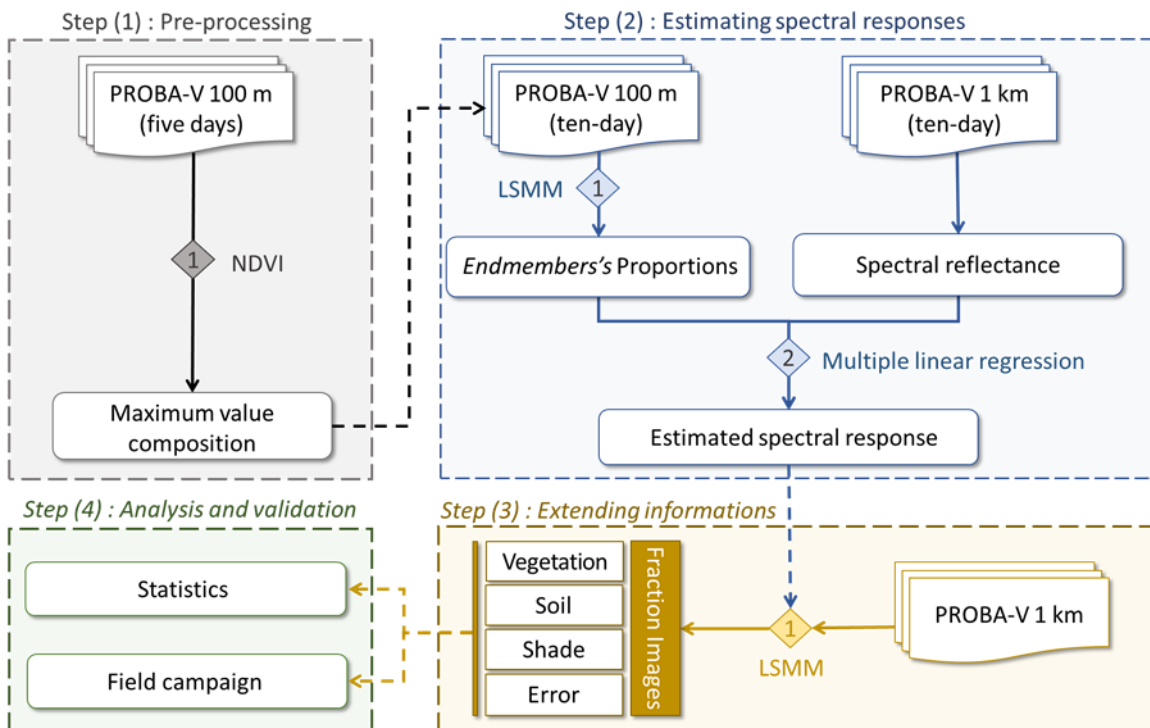 Step (1) : Pre-processing
PROBA-V 100 m
(five days)
1
NDVI
Maximum value
composition
Step (2) : Estimating spectral responses
PROBA-V 100 m
(ten-day)
PROBA-V 1 km
(ten-day)
LSMM
1
Endmembers's Proportions
Spectral reflectance
2
Multiple linear regression
Estimated spectral response
Step (3) : Extending informations
PROBA-V 1 km
1
LSMM
Fraction Images
Vegetation
Soil
Shade
Error
Step (4) : Analysis and validation
Statistics
Field campaign